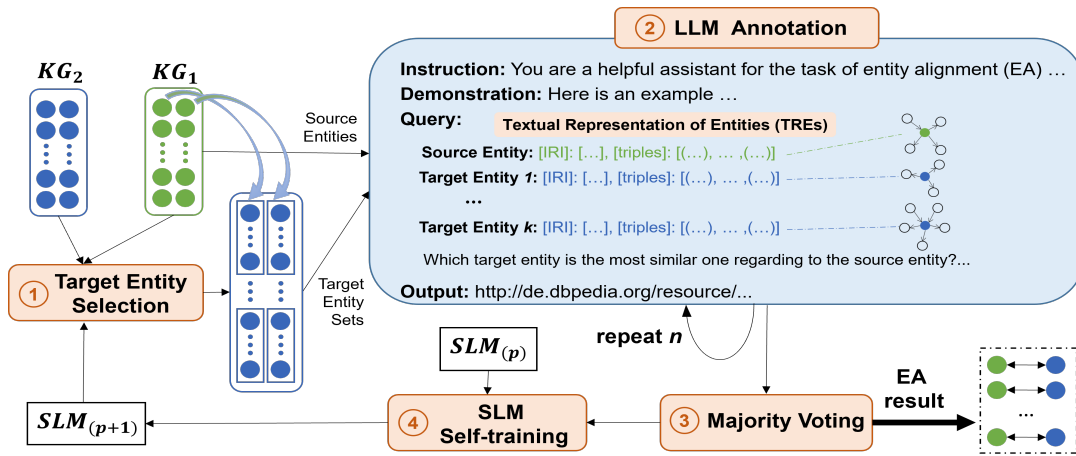 ② LLM Annotation
KG₂
KG₁
Source
Entities
Instruction: You are a helpful assistant for the task of entity alignment (EA) ...
Demonstration: Here is an example ...
Query:
Textual Representation of Entities (TREs)
Source Entity: [IRI]: [...], [triples]: [(...), ... ,(...)]
Target Entity 1: [IRI]: [...], [triples]: [(...), ... ,(...)]
...
Target Entity k: [IRI]: [...], [triples]: [(...), ... ,(...)]
Which target entity is the most similar one regarding to the source entity?...
Output: http://de.dbpedia.org/resource/...
① Target Entity
Selection
Target
Entity
Sets
repeat n
SLM₍ₚ₎
EA
result
...
SLM₍ₚ₊₁₎
④ SLM
Self-training
③ Majority Voting